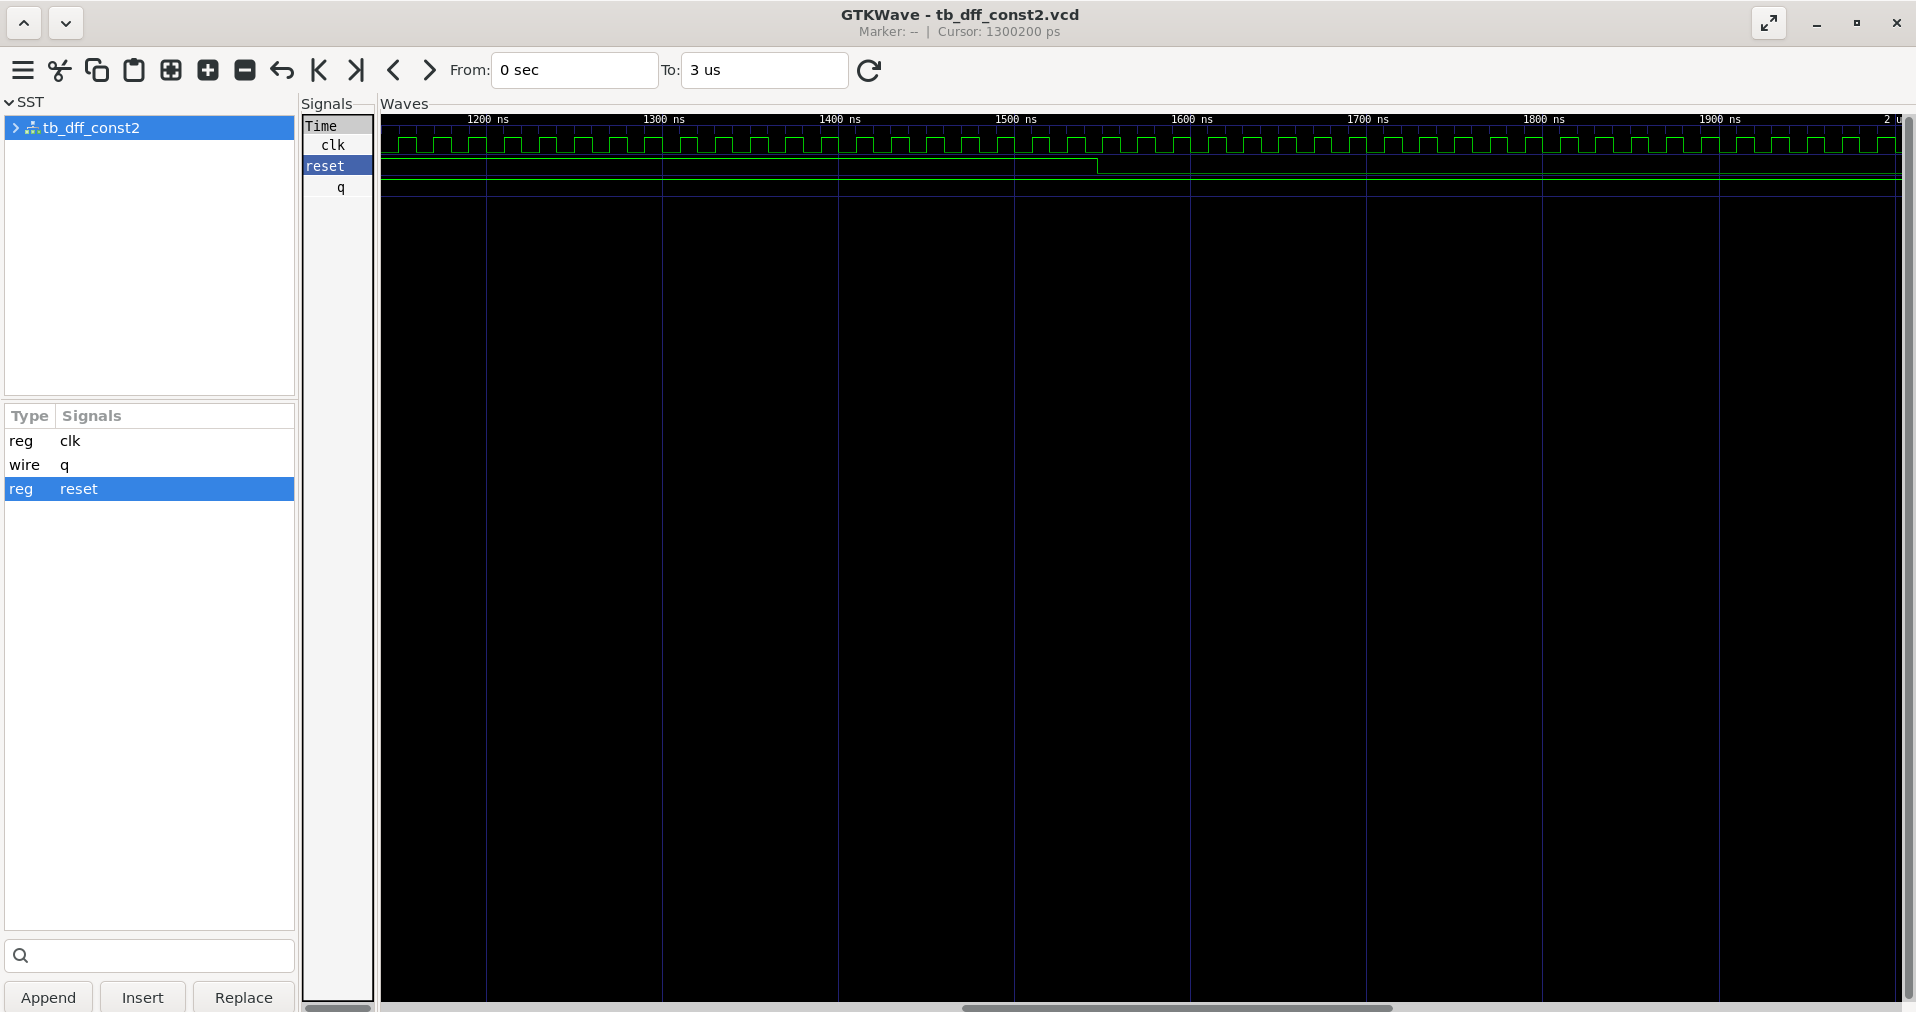 GTKWave - tb_dff_const2.vcd
Marker: -- | Cursor: 1300200 ps
From: 0 sec To: 3 us
SST
tb_dff_const2
Type Signals
reg clk
wire q
reg reset
Append Insert Replace
Signals
Time
clk
reset
q
Waves
1200 ns 1300 ns 1400 ns 1500 ns 1600 ns 1700 ns 1800 ns 1900 ns 2 u